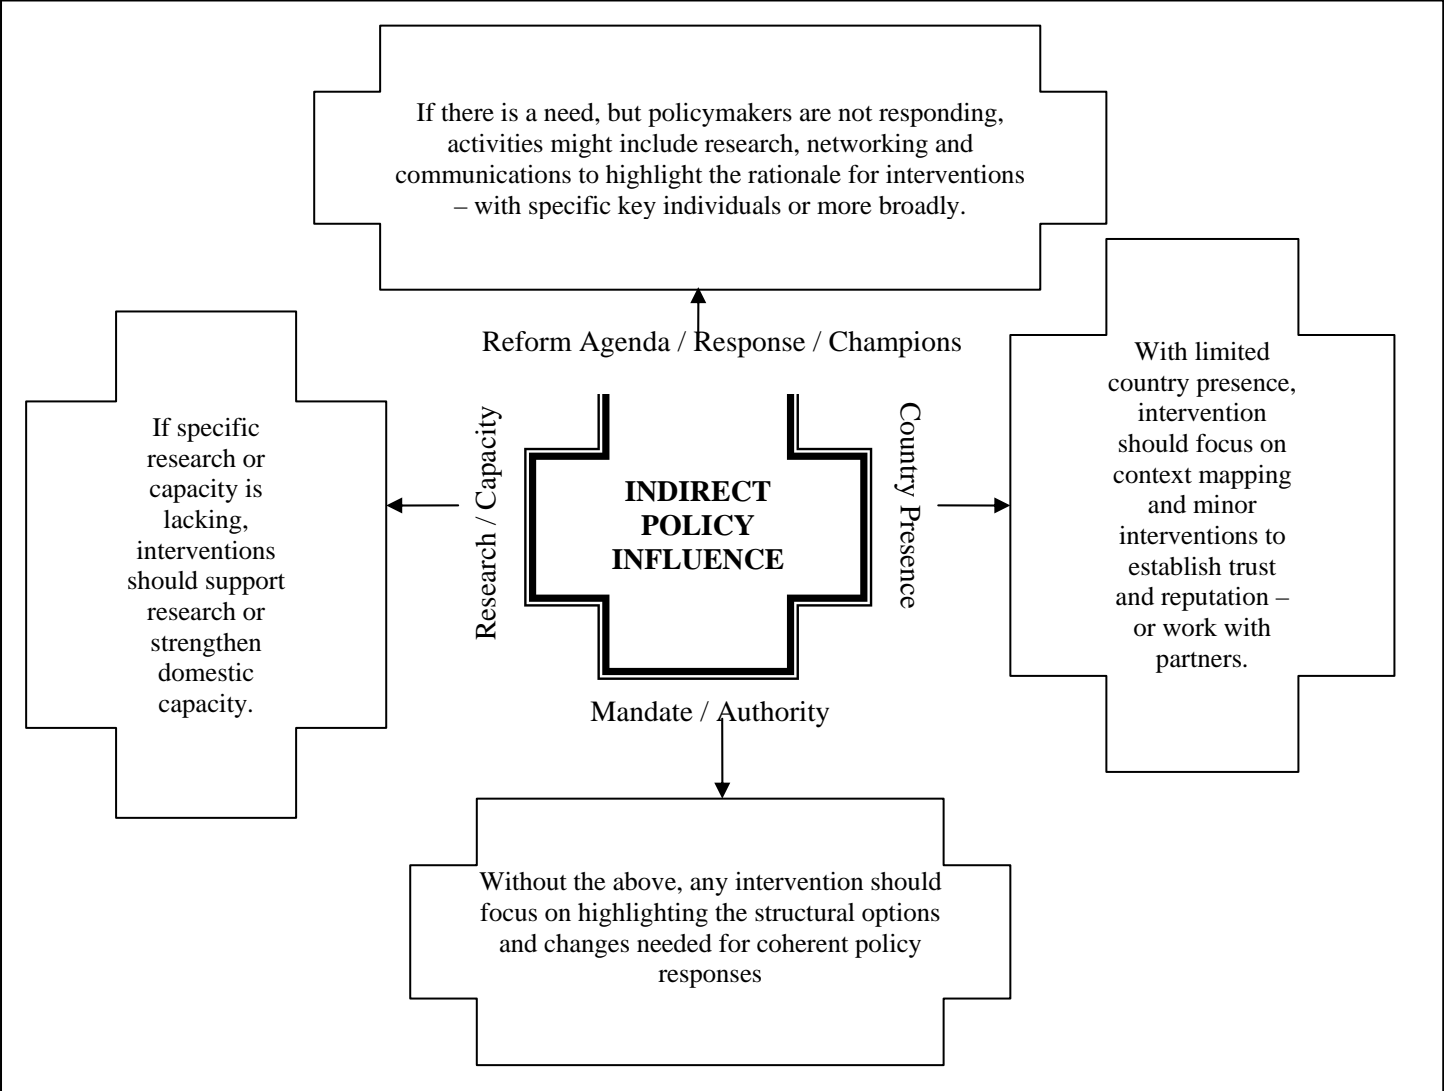 If there is a need, but policymakers are not responding,
activities might include research, networking and
communications to highlight the rationale for interventions
– with specific key individuals or more broadly.
Reform Agenda / Response / Champions
If specific
research or
capacity is
lacking,
interventions
should support
research or
strengthen
domestic
capacity.
Research / Capacity
INDIRECT
POLICY
INFLUENCE
Country Presence
With limited
country presence,
intervention
should focus on
context mapping
and minor
interventions to
establish trust
and reputation –
or work with
partners.
Mandate / Authority
Without the above, any intervention should
focus on highlighting the structural options
and changes needed for coherent policy
responses